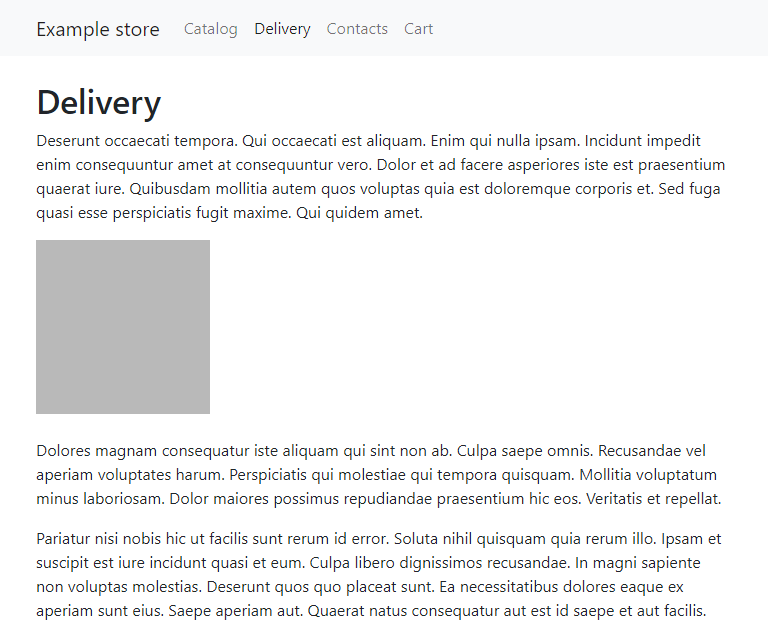 Example store Catalog Delivery Contacts Cart
Delivery
Deserunt occaecati tempora. Qui occaecati est aliquam. Enim qui nulla ipsam. Incidunt impedit
enim consequuntur amet at consequuntur vero. Dolor et ad facere asperiores iste est praesentium
quaerat iure. Quibusdam mollitia autem quos voluptas quia est doloremque corporis et. Sed fuga
quasi esse perspiciatis fugit maxime. Qui quidem amet.
Dolores magnam consequatur iste aliquam qui sint non ab. Culpa saepe omnis. Recusandae vel
aperiam voluptates harum. Perspiciatis qui molestiae qui tempora quisquam. Mollitia voluptatum
minus laboriosam. Dolor maiores possimus repudiandae praesentium hic eos. Veritatis et repellat.
Pariatur nisi nobis hic ut facilis sunt rerum id error. Soluta nihil quisquam quia rerum illo. Ipsam et
suscipit est iure incidunt quasi et eum. Culpa libero dignissimos recusandae. In magni sapiente
non voluptas molestias. Deserunt quos quo placeat sunt. Ea necessitatibus dolores eaque ex
aperiam sunt eius. Saepe aperiam aut. Quaerat natus consequatur aut est id saepe et aut facilis.